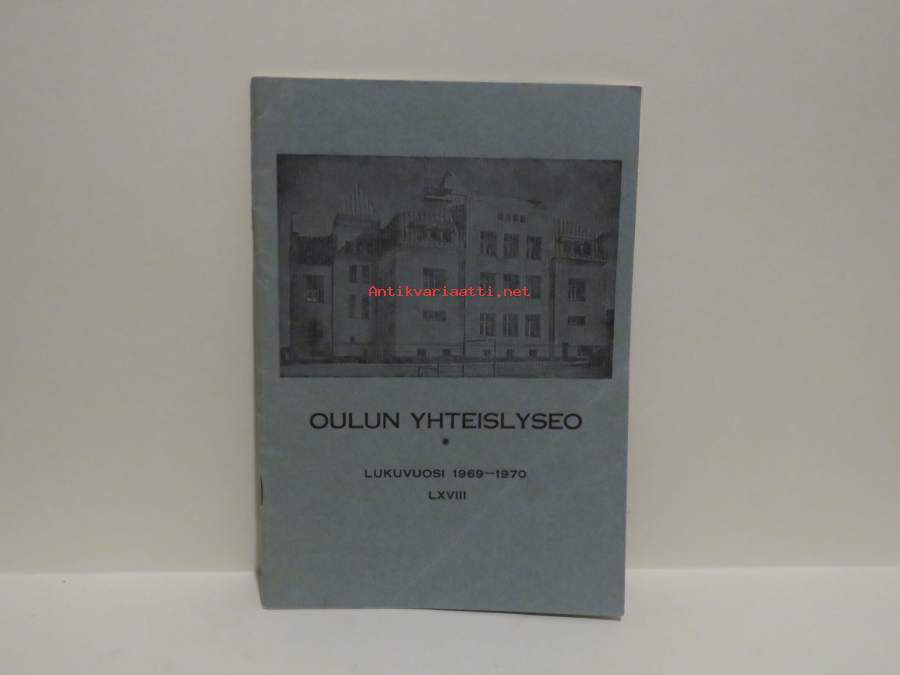 Antikvariaatti.net
OULUN YHTEISLYSEO
LUKUVUOSI 1969—1970
LXVIII